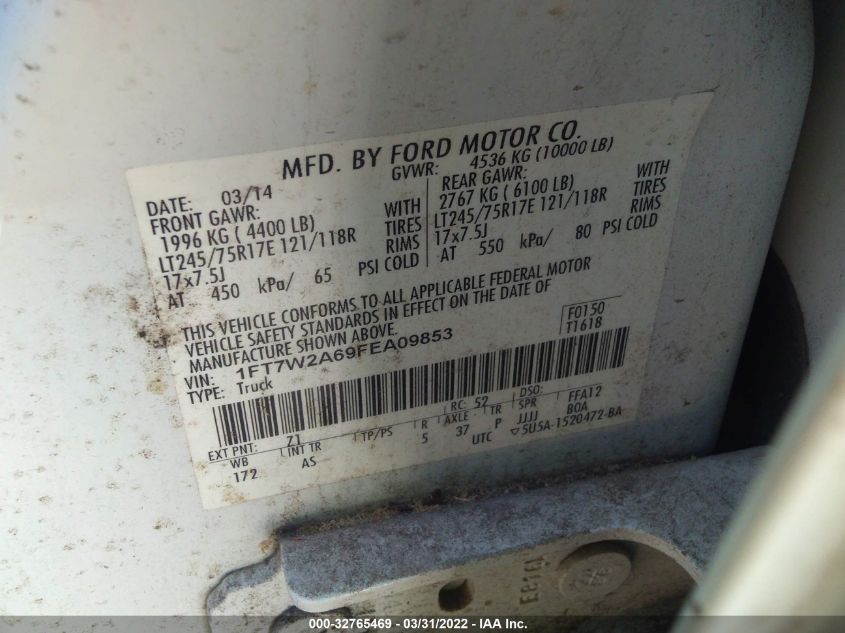 MFD. BY FORD MOTOR CO.
DATE: 03/14 GVWR: 4536 KG (10000 LB)
FRONT GAWR: REAR GAWR:
1996 KG ( 4400 LB) WITH 2767 KG ( 6100 LB) WITH
LT245/75R17E 121/118R TIRES LT245/75R17E 121/118R TIRES
17x7.5J RIMS 17x7.5J RIMS
AT 450 kPa/ 65 PSI COLD AT 550 kPa/ 80 PSI COLD
THIS VEHICLE CONFORMS TO ALL APPLICABLE FEDERAL MOTOR
VEHICLE SAFETY STANDARDS IN EFFECT ON THE DATE OF
MANUFACTURE SHOWN ABOVE.
F0150
T1618
VIN: 1FT7W2A69FEA09853
TYPE: Truck
EXT PNT: Z1 RC: 52 DSO: FFA12
WB INT TR TP/PS R AXLE TR SPR BOA
172 AS 5 37 P JJJJ
UTC ▽5U5A-1520472-BA
E8161
000-32765469 - 03/31/2022 - IAA Inc.